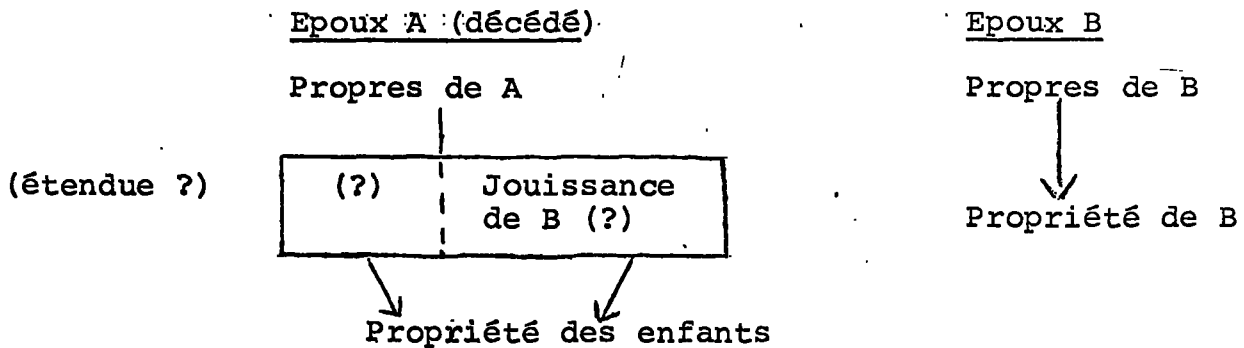 Epoux A (décédé)
Epoux B
Propres de A
Propres de B
(étendue ?)
(?)
Jouissance
de B (?)
Propriété de B
Propriété des enfants